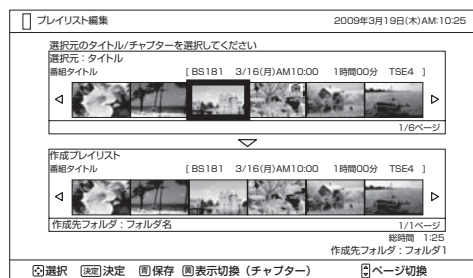 プレイリスト編集 2009年3月19日(木)AM:10:25
選択元のタイトル/チャプターを選択してください
選択元：タイトル
番組タイトル [ BS181 3/16(月)AM10:00 1時間00分 TSE4 ]
1/6ページ
作成プレイリスト
番組タイトル [ BS181 3/16(月)AM10:00 1時間00分 TSE4 ]
作成先フォルダ：フォルダ名 1/1ページ
総時間 1:25
作成先フォルダ：フォルダ1
選択 決定 決定 青 保存 黄 表示切換（チャプター） ページ切換